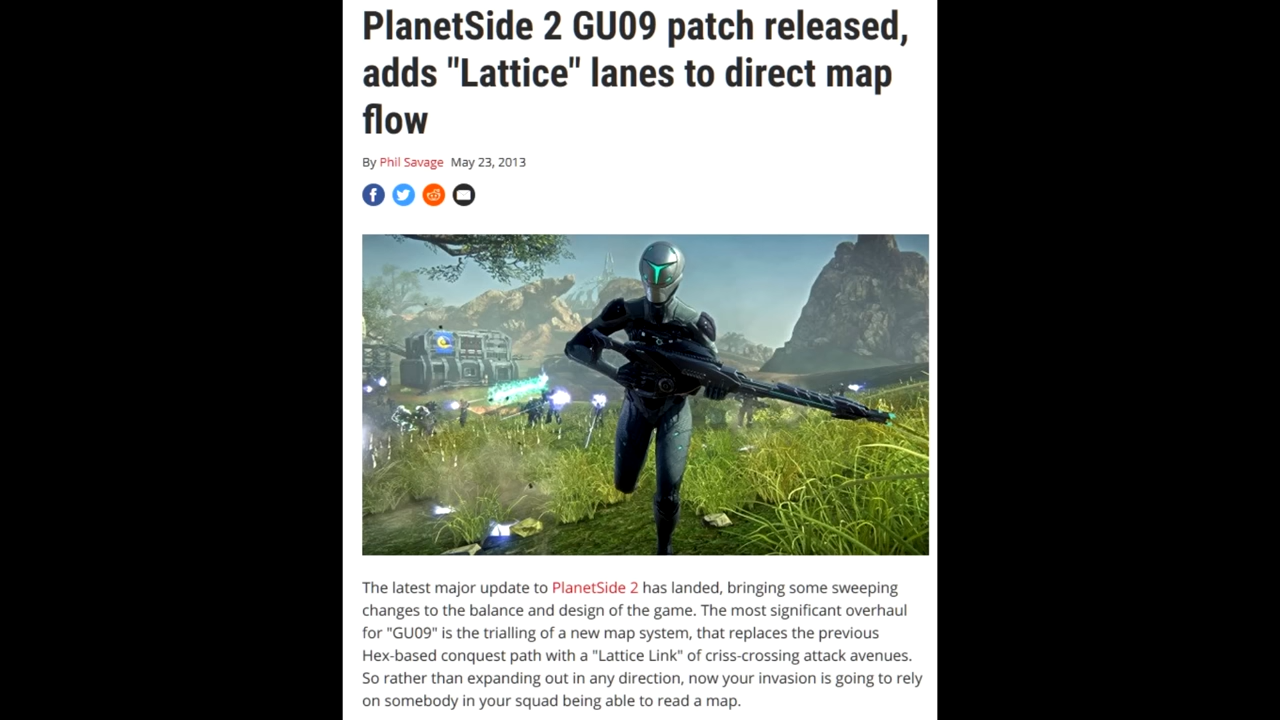 PlanetSide 2 GU09 patch released,
adds "Lattice" lanes to direct map
flow
By Phil Savage May 23, 2013
The latest major update to PlanetSide 2 has landed, bringing some sweeping
changes to the balance and design of the game. The most significant overhaul
for "GU09" is the trialling of a new map system, that replaces the previous
Hex-based conquest path with a "Lattice Link" of criss-crossing attack avenues.
So rather than expanding out in any direction, now your invasion is going to rely
on somebody in your squad being able to read a map.